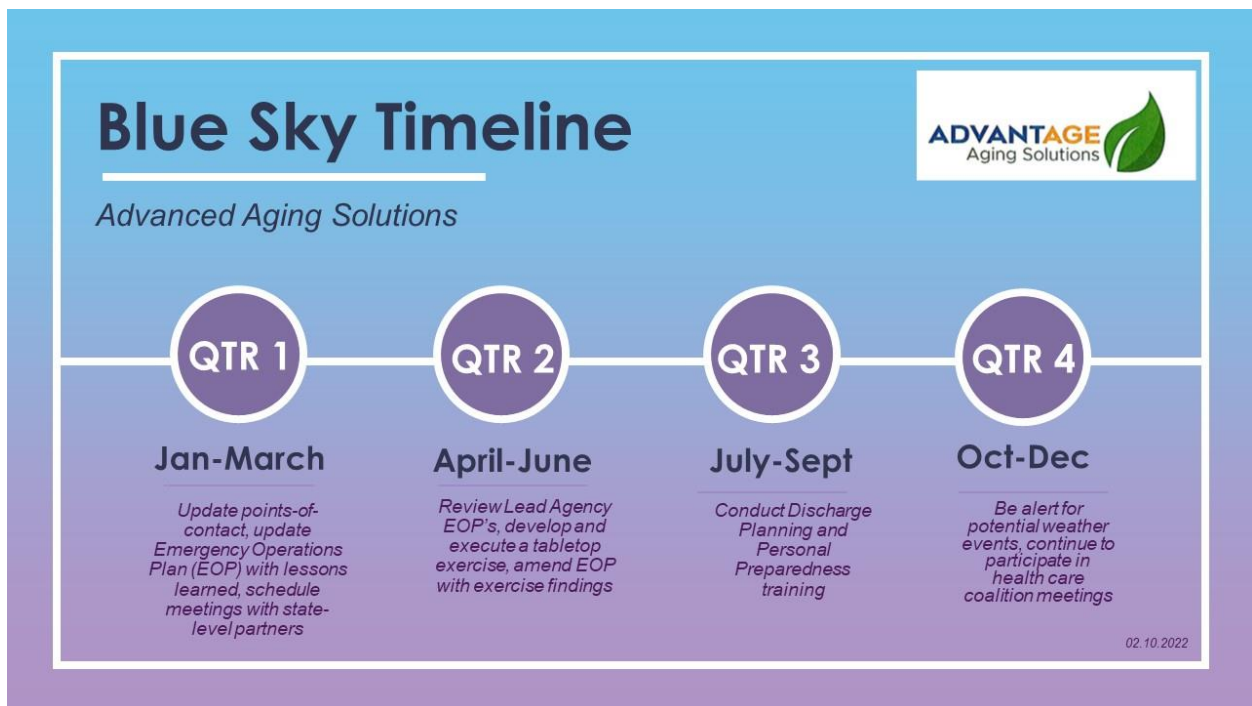 Blue Sky Timeline
ADVANTAGE
Aging Solutions
Advanced Aging Solutions
QTR 1
QTR 2
QTR 3
QTR 4
Jan-March
Update points-of-
contact, update
Emergency Operations
Plan (EOP) with lessons
learned, schedule
meetings with state-
level partners
April-June
Review Lead Agency
EOP's, develop and
execute a tabletop
exercise, amend EOP
with exercise findings
July-Sept
Conduct Discharge
Planning and
Personal
Preparedness
training
Oct-Dec
Be alert for
potential weather
events, continue to
participate in
health care
coalition meetings
02.10.2022